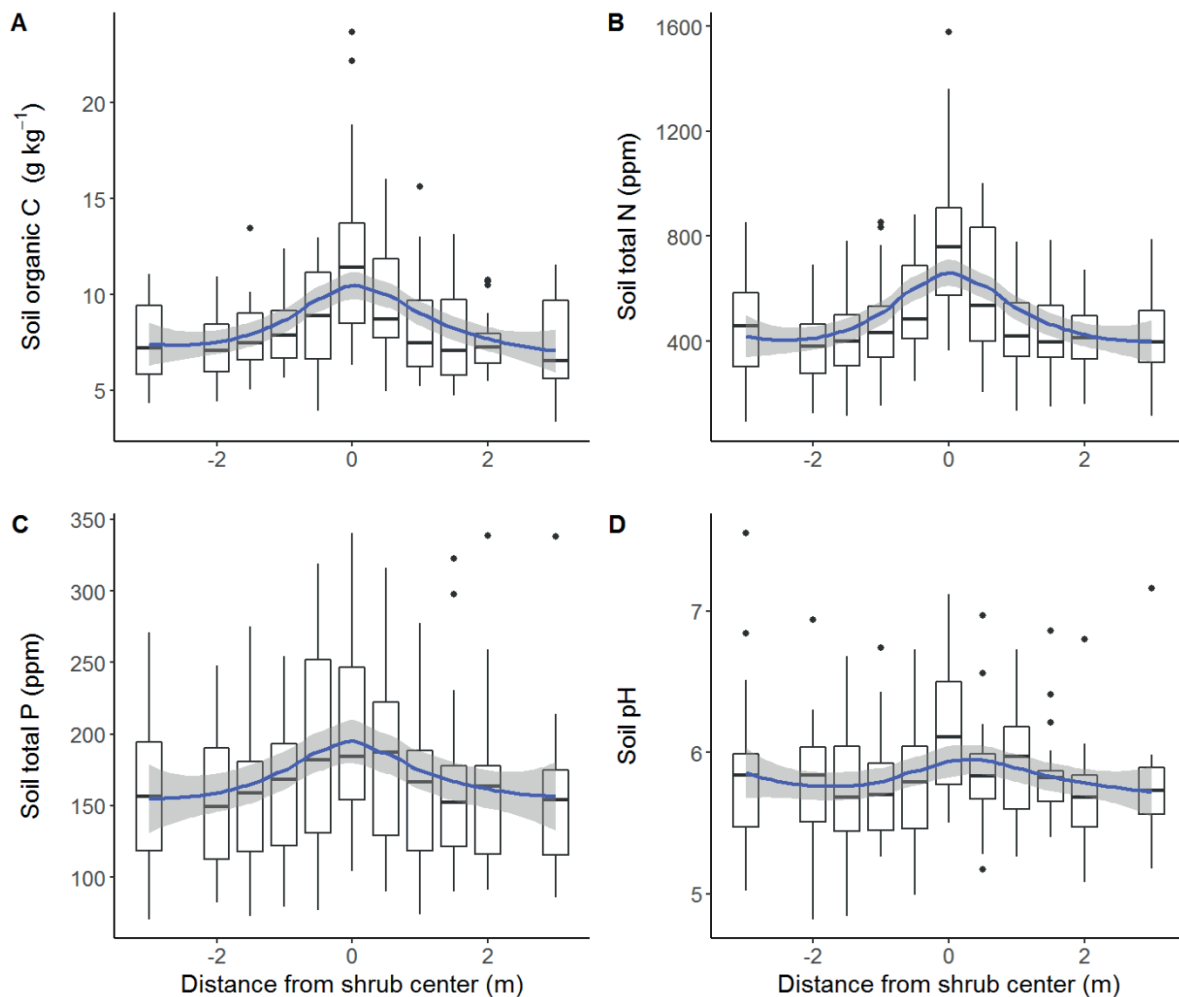 A
Soil organic C (g kg⁻¹)
20
15
10
5
-2 0 2
B
Soil total N (ppm)
1600
1200
800
400
-2 0 2
C
Soil total P (ppm)
350
300
250
200
150
100
-2 0 2
Distance from shrub center (m)
D
Soil pH
7
6
5
-2 0 2
Distance from shrub center (m)